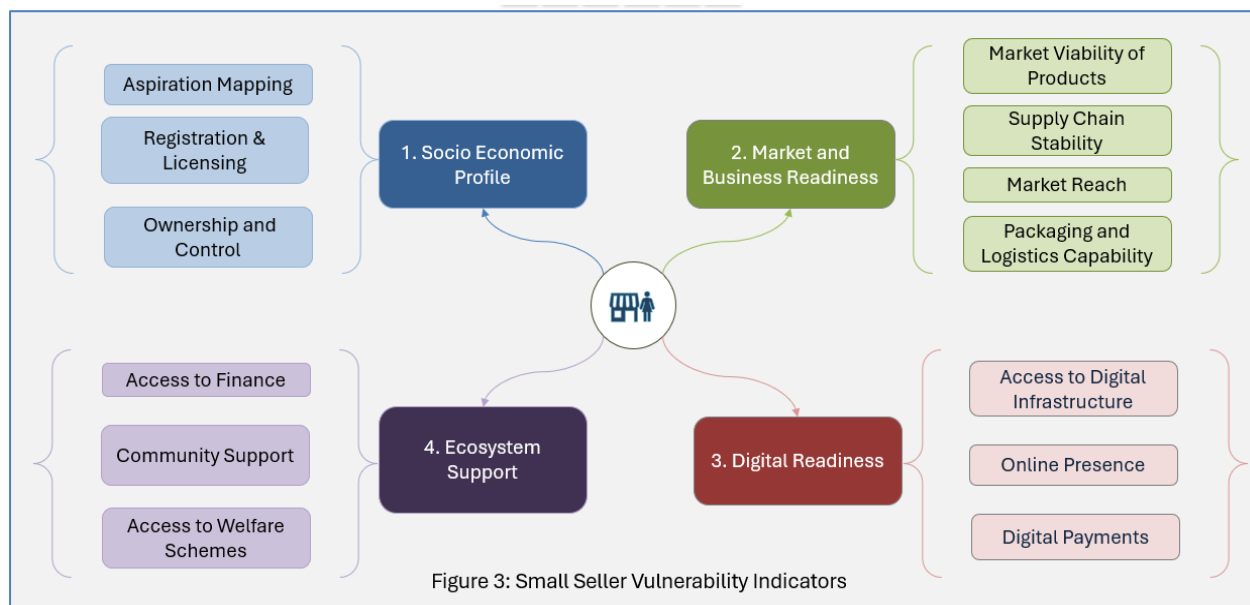 Aspiration Mapping
Registration &
Licensing
Ownership and
Control
1. Socio Economic
Profile
2. Market and
Business Readiness
Market Viability of
Products
Supply Chain
Stability
Market Reach
Packaging and
Logistics Capability
Access to Finance
Community Support
Access to Welfare
Schemes
4. Ecosystem
Support
3. Digital Readiness
Access to Digital
Infrastructure
Online Presence
Digital Payments
Figure 3: Small Seller Vulnerability Indicators